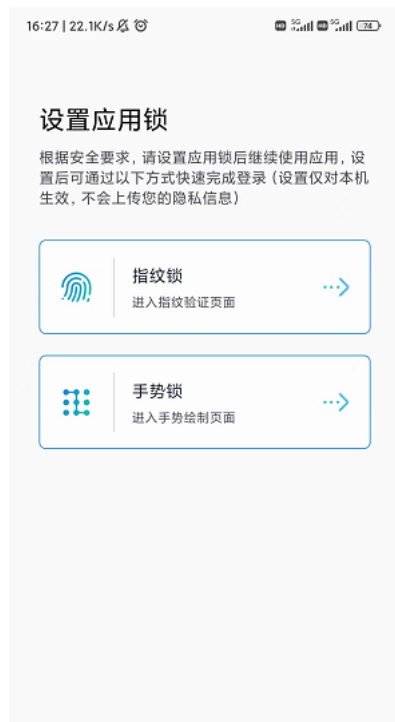 16:27 | 22.1K/s
HD 5G HD 5G 74
设置应用锁
根据安全要求，请设置应用锁后继续使用应用，设
置后可通过以下方式快速完成登录（设置仅对本机
生效，不会上传您的隐私信息）
指纹锁
进入指纹验证页面
手势锁
进入手势绘制页面